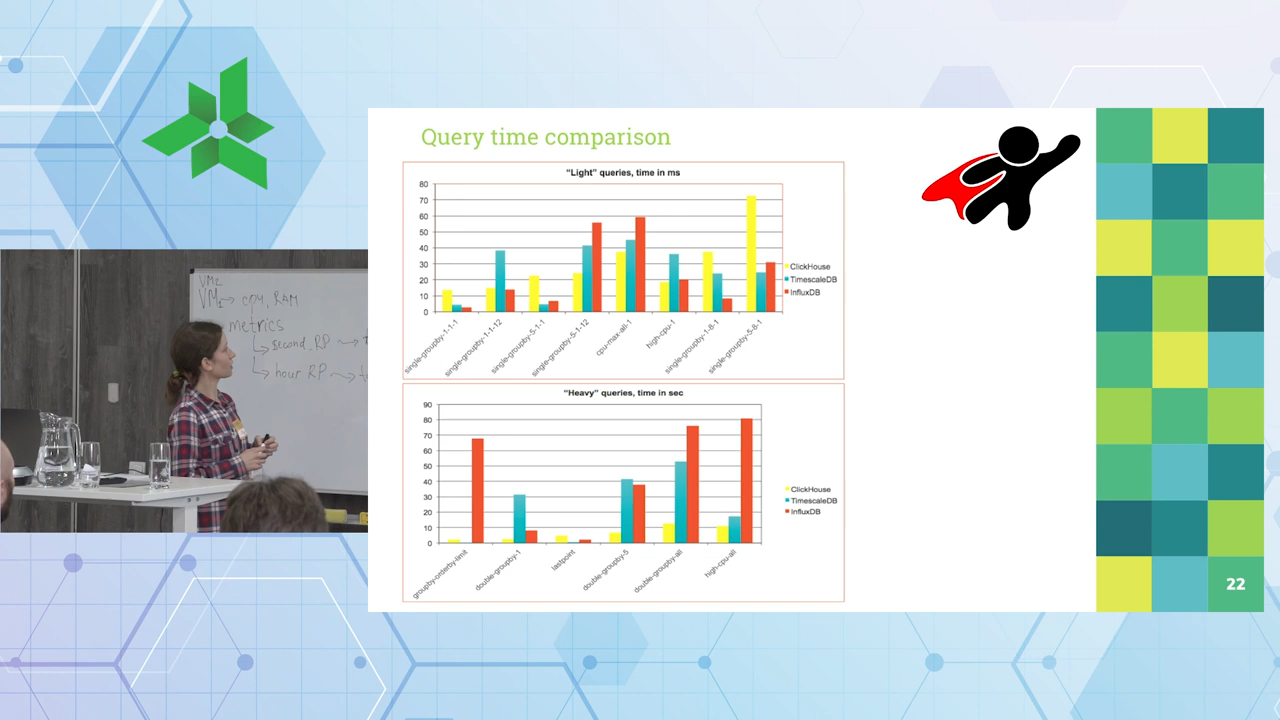 Query time comparison
"Light" queries, time in ms
80
70
60
50
40
30
20
10
0
single-groupby-1-1-1
single-groupby-1-1-12
single-groupby-5-1-1
single-groupby-5-1-12
cpu-max-all-1
high-cpu-1
single-groupby-1-8-1
single-groupby-5-8-1
ClickHouse
TimescaleDB
InfluxDB
"Heavy" queries, time in sec
90
80
70
60
50
40
30
20
10
0
groupby-orderby-limit
double-groupby-1
lastpoint
double-groupby-5
double-groupby-all
high-cpu-all
ClickHouse
TimescaleDB
InfluxDB
22
VM2
VM1 → CPU, RAM
metrics
second RP →
hour RP →